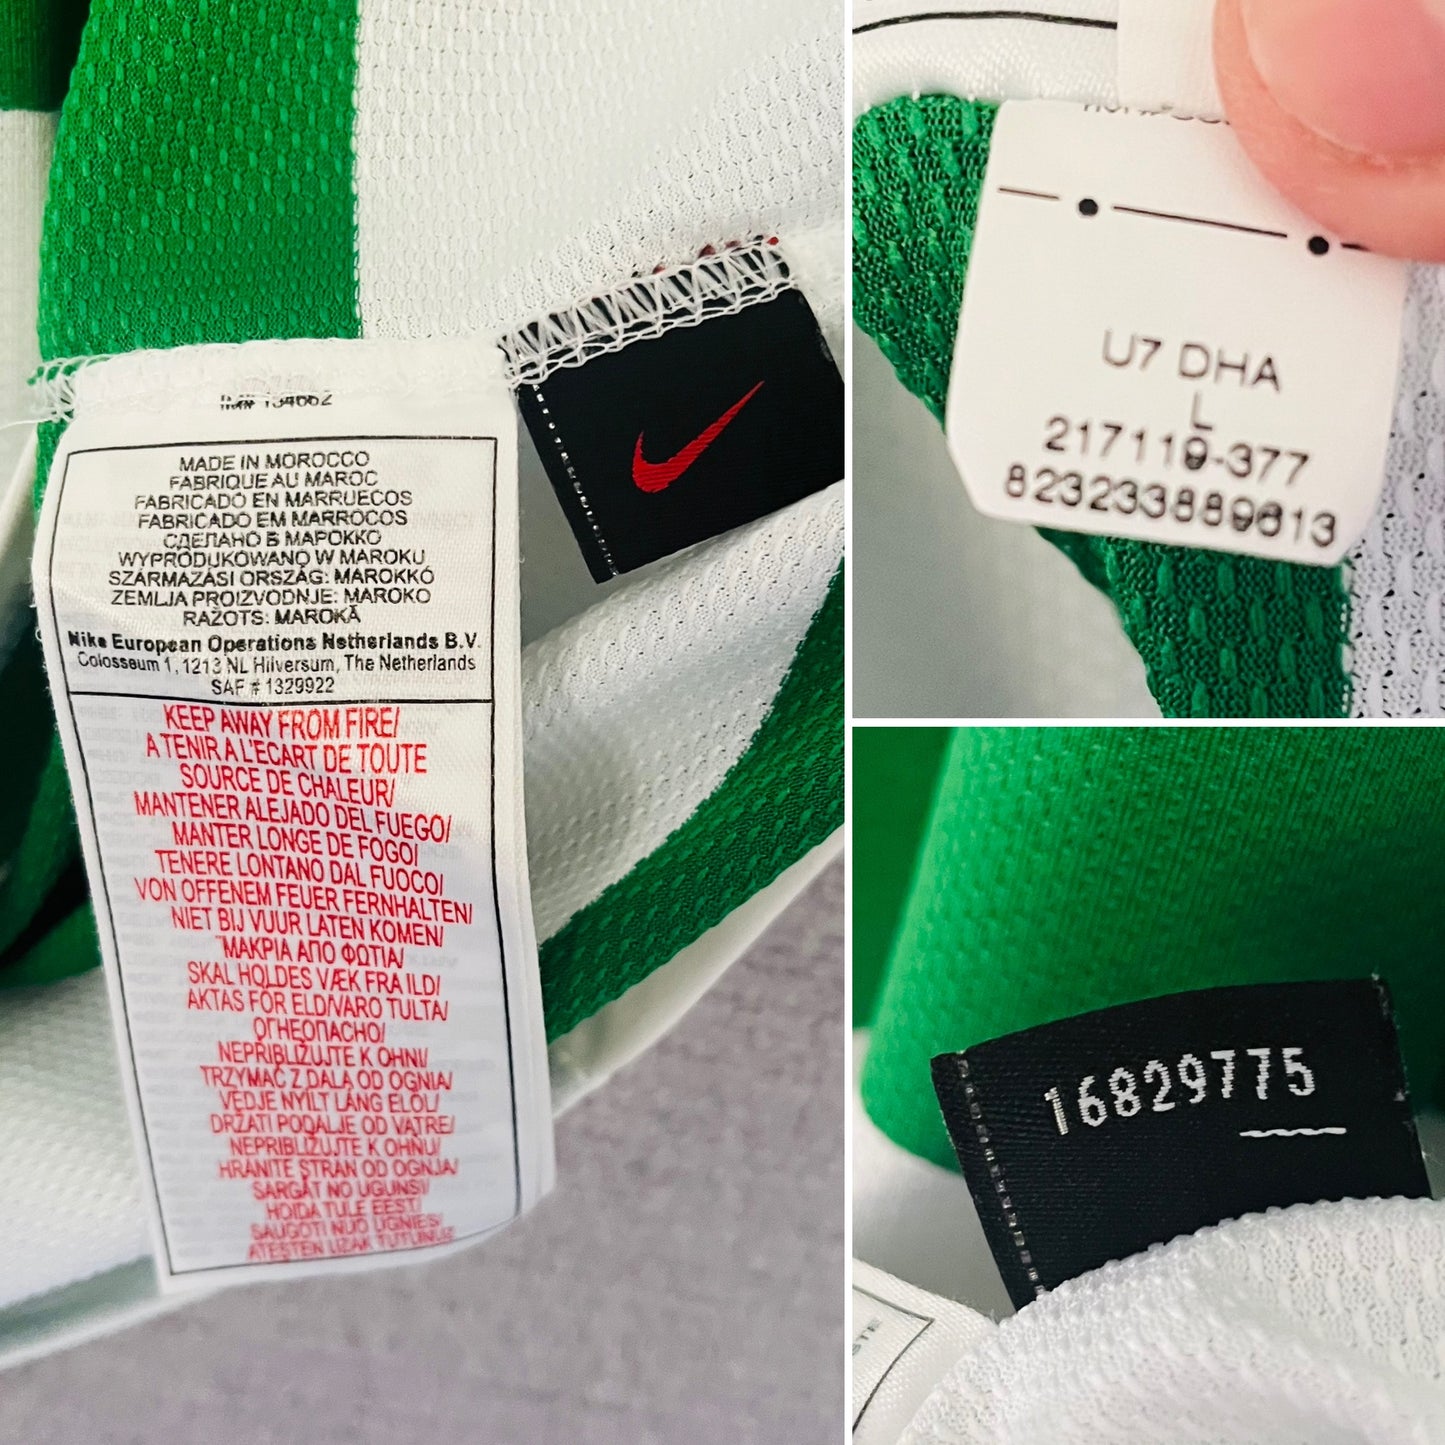 MADE IN MOROCCO
FABRIQUE AU MAROC
FABRICADO EN MARRUECOS
FABRICADO EM MARROCOS
СДЕЛАНО В МАРОККО
WYPRODUKOWANO W MAROKU
SZÁRMAZÁSI ORSZÁG: MAROKKÓ
ZEMLJA PROIZVODNJE: MAROKO
RAŽOTS: MAROKĀ
Nike European Operations Netherlands B.V.
Colosseum 1, 1213 NL Hilversum, The Netherlands
SAF # 1329922
KEEP AWAY FROM FIRE/
A TENIR A L'ECART DE TOUTE
SOURCE DE CHALEUR/
MANTENER ALEJADO DEL FUEGO/
MANTER LONGE DE FOGO/
TENERE LONTANO DAL FUOCO/
VON OFFENEM FEUER FERNHALTEN/
NIET BIJ VUUR LATEN KOMEN/
ΜΑΚΡΙΑ ΑΠΟ ΦΩΤΙΑ/
SKAL HOLDES VÆK FRA ILD/
AKTAS FÖR ELD/VARO TULTA/
ОГНЕОПАСНО/
NEPŘIBLIŽUJTE K OHNI/
TRZYMAĆ Z DALA OD OGNIA/
VÉDJE NYÍLT LÁNG ELŐL/
DRŽATI PODALJE OD VATRE/
NEPRIBLIŽUJTE K OHŇU/
HRANITE STRAN OD OGNJA/
SARGĀT NO UGUNS/
HOIDA TULE EEST/
SAUGOTI NUO UGNIES/
ATEŞTEN UZAK TUTUNUZ
U7 DHA
L
217119-377
823233889613
16829775